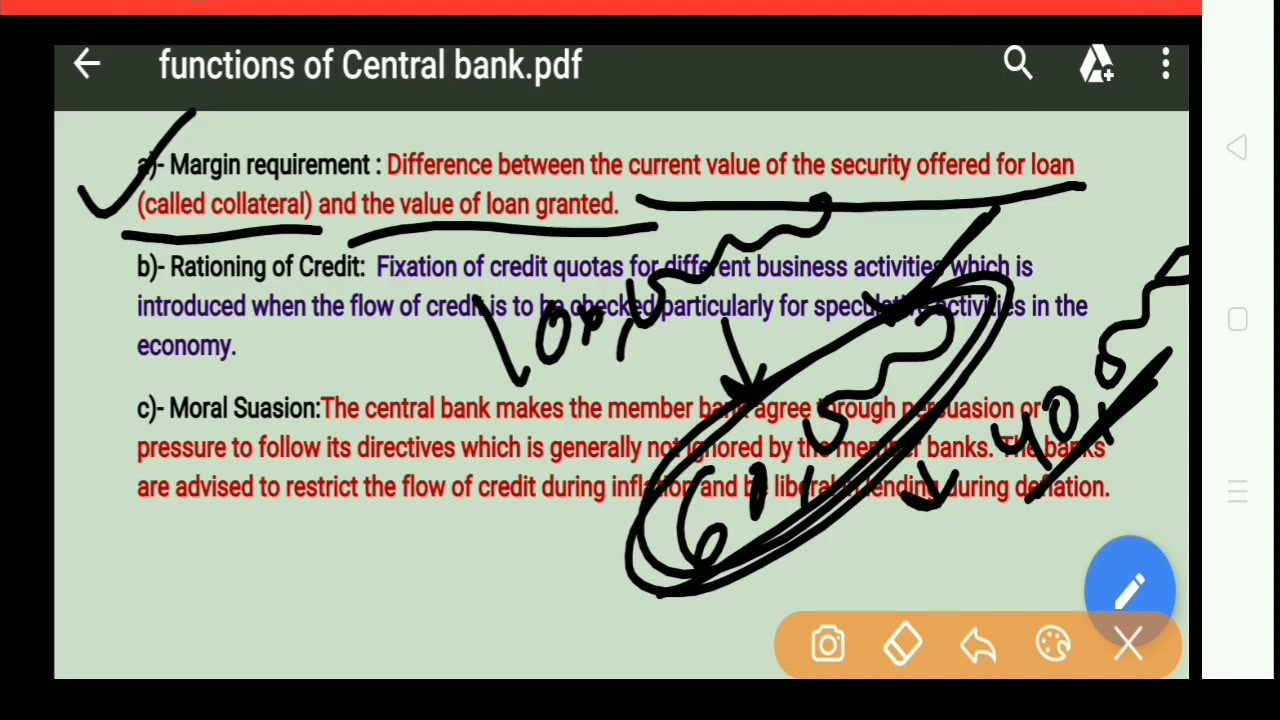 functions of Central bank.pdf
a)- Margin requirement : Difference between the current value of the security offered for loan
(called collateral) and the value of loan granted.
b)- Rationing of Credit: Fixation of credit quotas for different business activities which is
introduced when the flow of credit is to be checked particularly for speculative activities in the
economy.
c)- Moral Suasion:The central bank makes the member bank agree through persuasion or
pressure to follow its directives which is generally not ignored by the member banks. The banks
are advised to restrict the flow of credit during inflation and be liberal in lending during deflation.